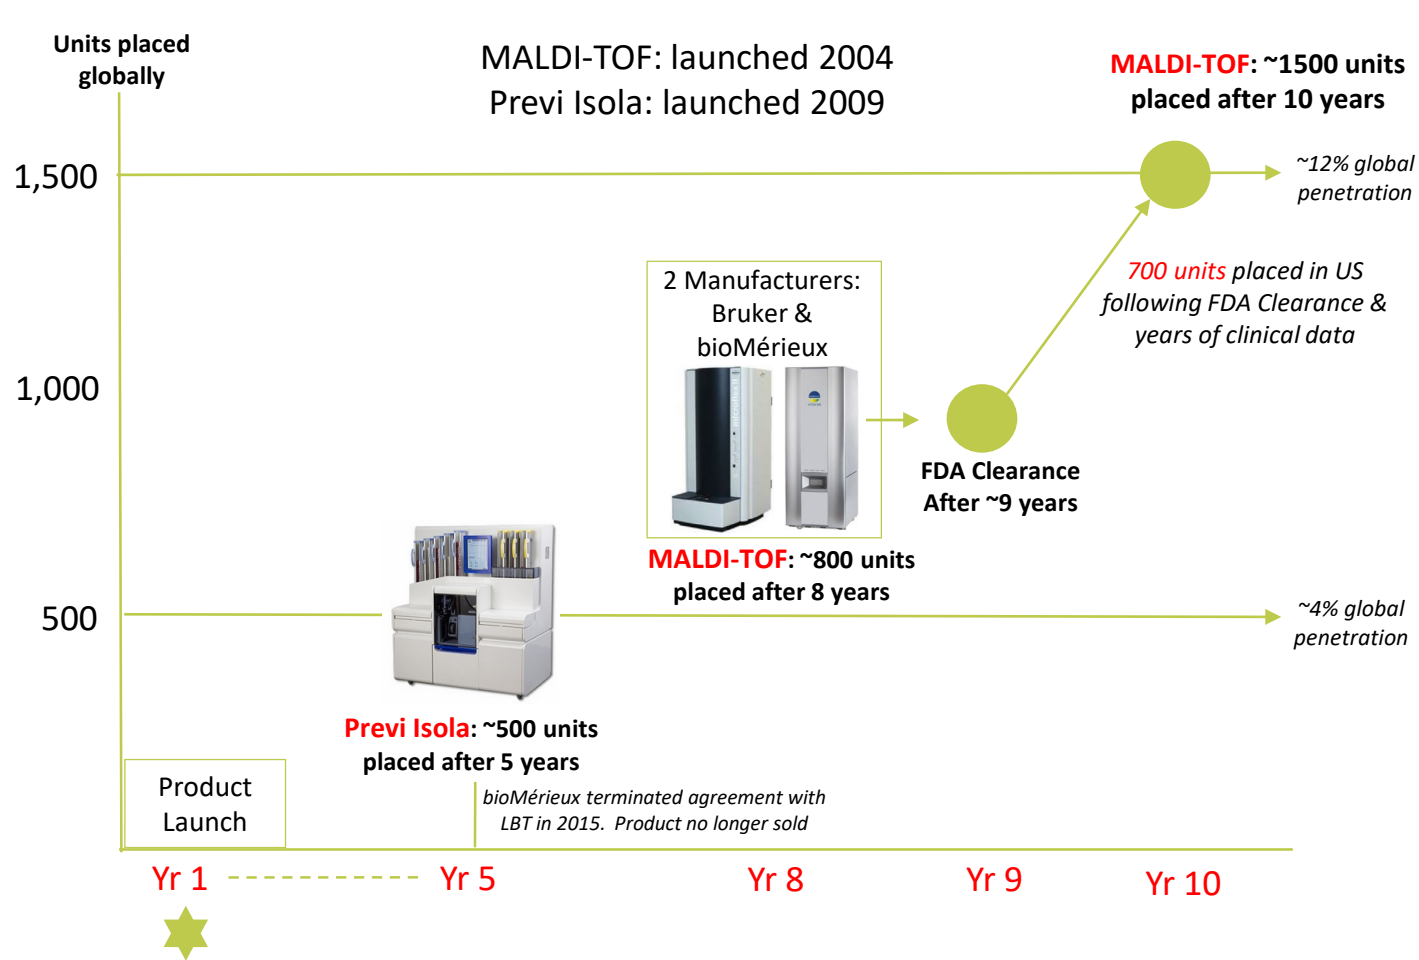 Units placed
globally
MALDI-TOF: launched 2004
Previ Isola: launched 2009
MALDI-TOF: ~1500 units
placed after 10 years
1,500
~12% global
penetration
2 Manufacturers:
Bruker &
bioMérieux
700 units placed in US
following FDA Clearance &
years of clinical data
1,000
FDA Clearance
After ~9 years
MALDI-TOF: ~800 units
placed after 8 years
500
~4% global
penetration
Previ Isola: ~500 units
placed after 5 years
bioMérieux terminated agreement with
LBT in 2015. Product no longer sold
Product
Launch
Yr 1
Yr 5
Yr 8
Yr 9
Yr 10